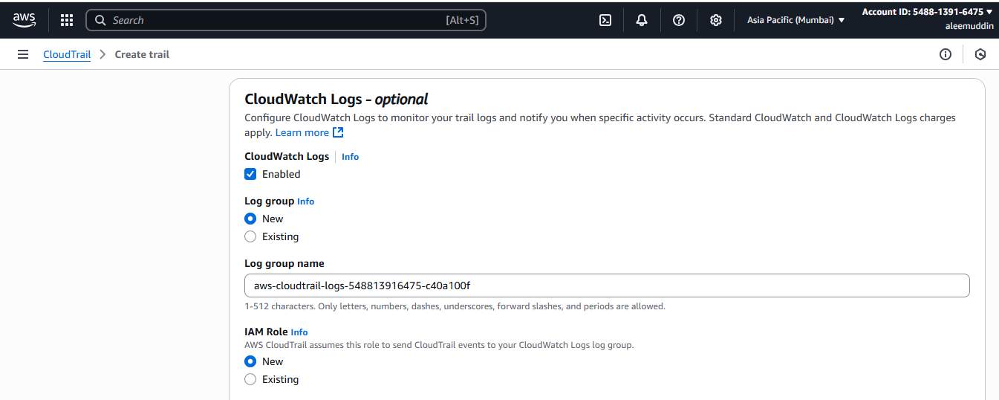 aws
Search
[Alt+S]
Asia Pacific (Mumbai)
Account ID: 5488-1391-6475
aleemuddin
CloudTrail
Create trail
CloudWatch Logs - optional
Configure CloudWatch Logs to monitor your trail logs and notify you when specific activity occurs. Standard CloudWatch and CloudWatch Logs charges
apply. Learn more
CloudWatch Logs
Info
Enabled
Log group Info
New
Existing
Log group name
aws-cloudtrail-logs-548813916475-c40a100f
1-512 characters. Only letters, numbers, dashes, underscores, forward slashes, and periods are allowed.
IAM Role Info
AWS CloudTrail assumes this role to send CloudTrail events to your CloudWatch Logs log group.
New
Existing